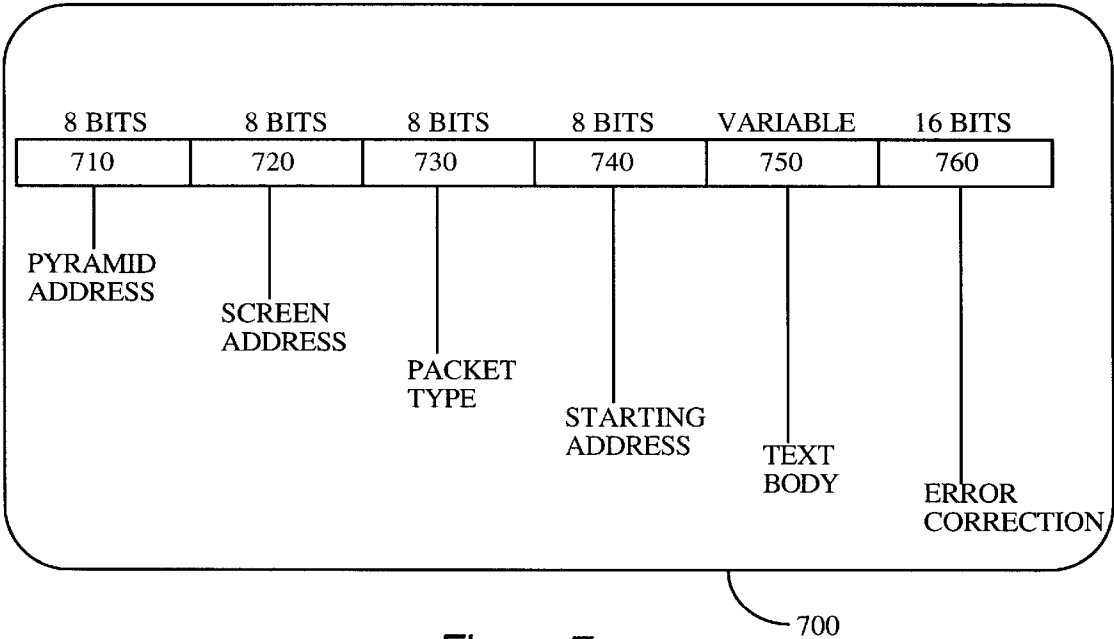 8 BITS 8 BITS 8 BITS 8 BITS VARIABLE 16 BITS
710 720 730 740 750 760
PYRAMID
ADDRESS
SCREEN
ADDRESS
PACKET
TYPE
STARTING
ADDRESS
TEXT
BODY
ERROR
CORRECTION
700